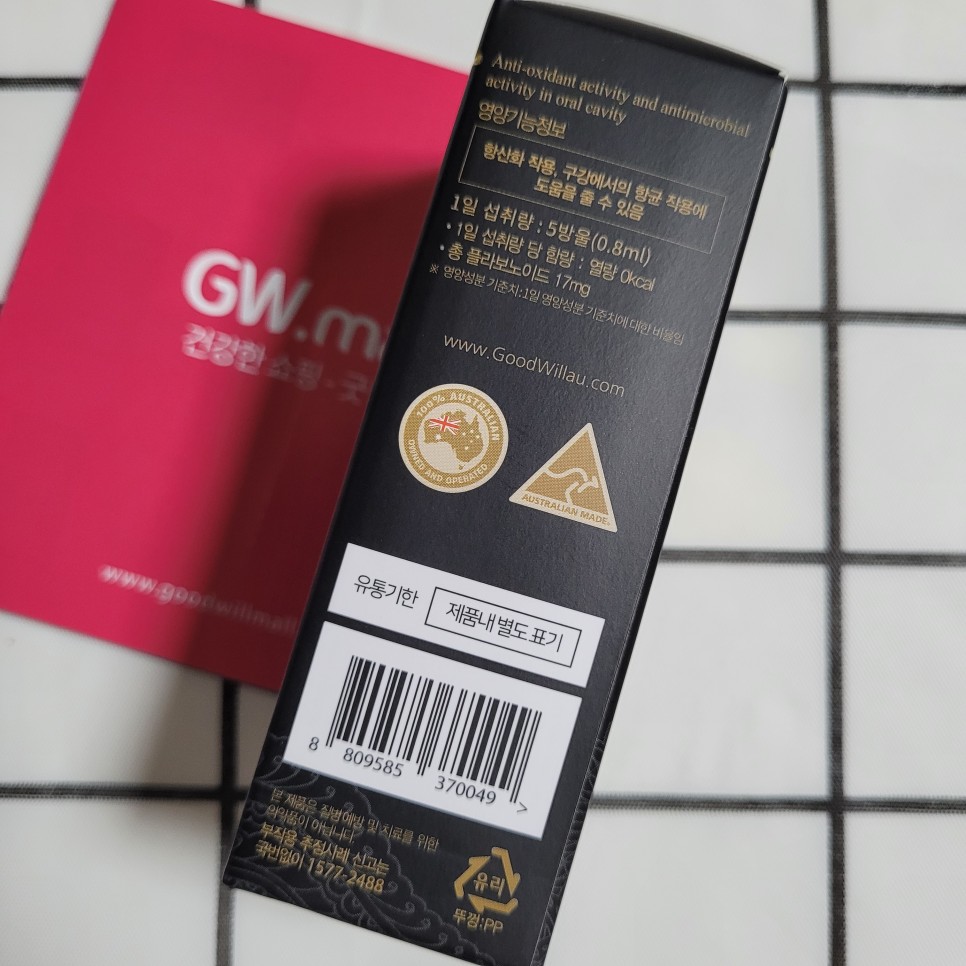 Anti-oxidant activity and antimicrobial
activity in oral cavity
영양기능정보
항산화 작용, 구강에서의 항균 작용에
도움을 줄 수 있음
1일 섭취량 : 5방울(0.8ml)
• 1일 섭취량 당 함량 : 열량 0kcal
• 총 플라보노이드 17mg
※ 영양성분 기준치:1일 영양성분 기준치에 대한 비율임
www.GoodWillau.com
100% AUSTRALIAN
OWNED AND OPERATED
AUSTRALIAN MADE.
유통기한
제품내 별도 표기
8 809585 370049 >
본 제품은 질병예방 및 치료를 위한
의약품이 아닙니다.
부작용 추정사례 신고는
국번없이 1577-2488
유리
뚜껑:PP
GW.ma
건강한 쇼핑·굿
www.goodwillmall